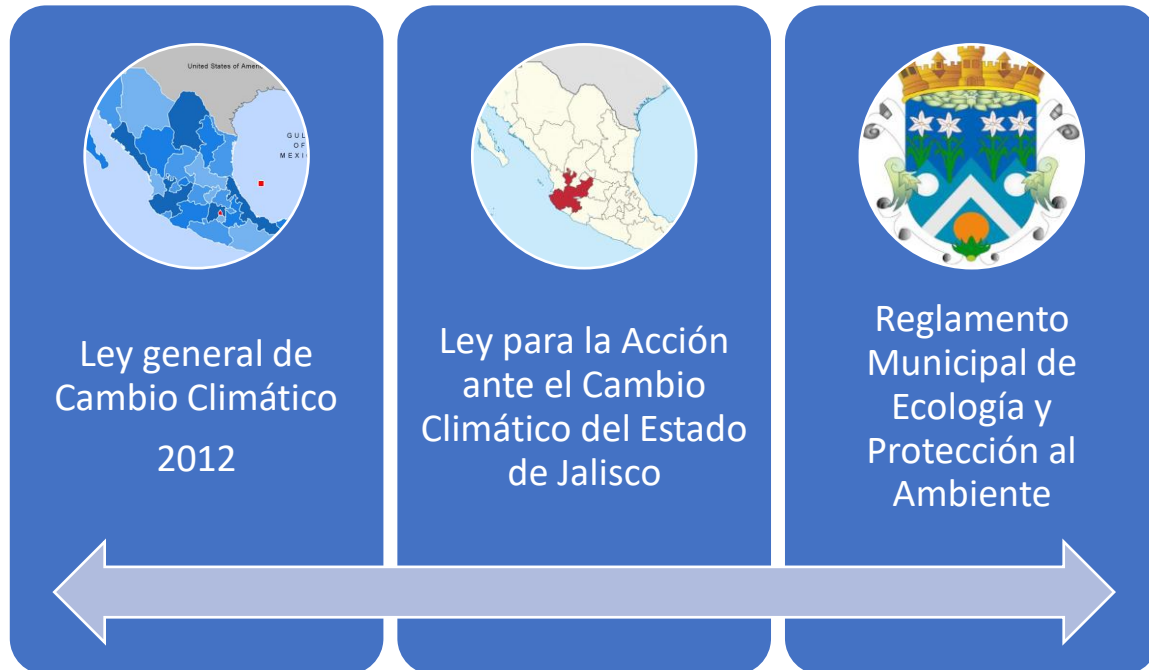 United States of Americ
GUL
OF
MEXIC
Ley general de
Cambio Climático
2012
Ley para la Acción
ante el Cambio
Climático del Estado
de Jalisco
Reglamento
Municipal de
Ecología y
Protección al
Ambiente